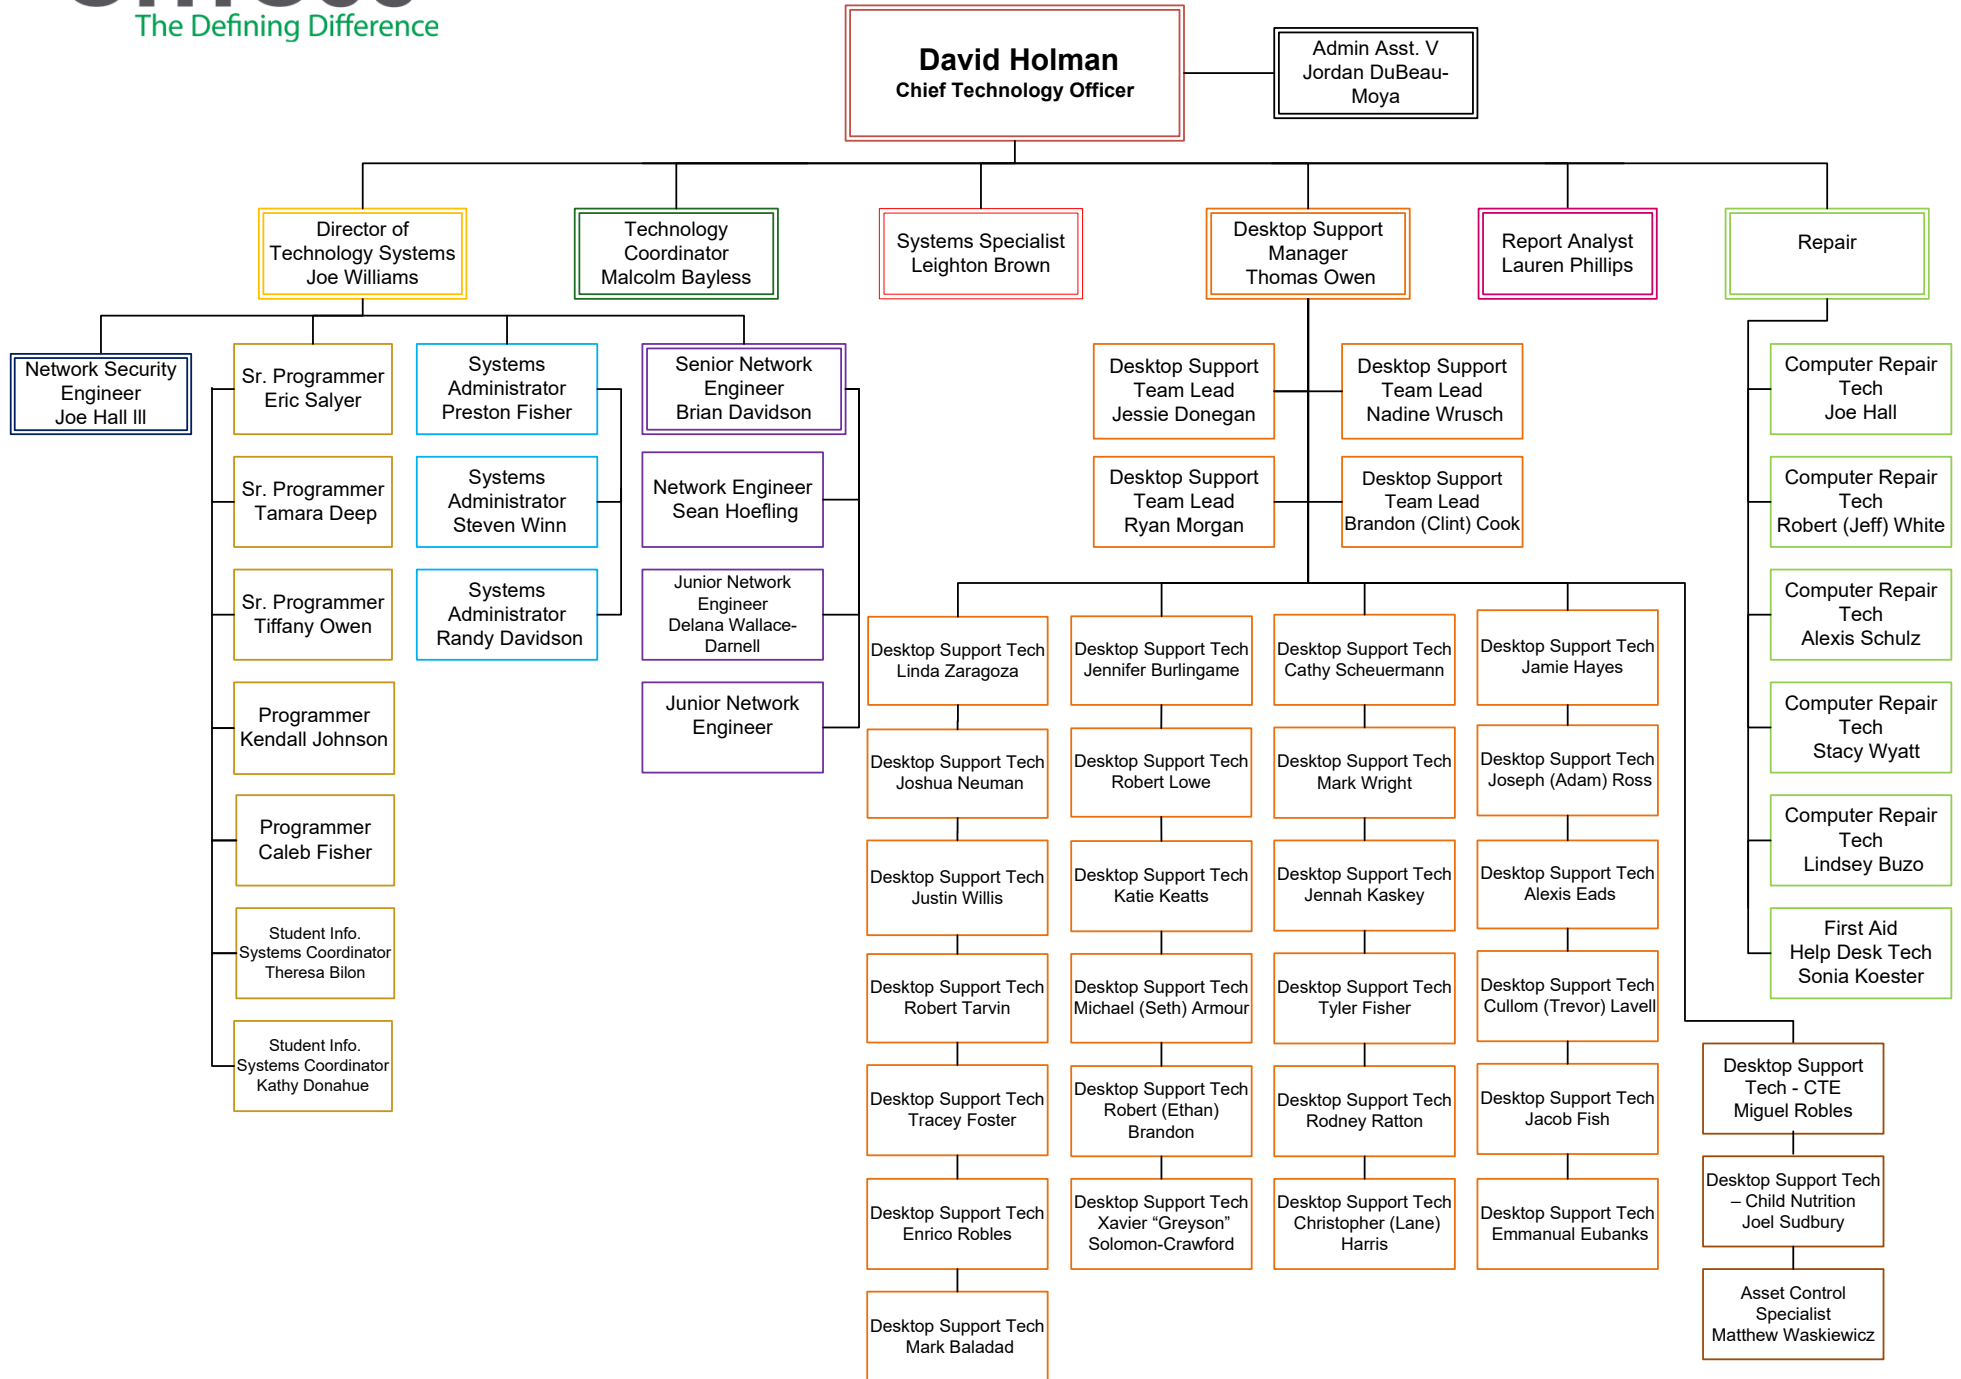 The Defining Difference
David Holman
Chief Technology Officer
Admin Asst. V
Jordan DuBeau-
Moya
Director of
Technology Systems
Joe Williams
Technology
Coordinator
Malcolm Bayless
Systems Specialist
Leighton Brown
Desktop Support
Manager
Thomas Owen
Report Analyst
Lauren Phillips
Repair
Network Security
Engineer
Joe Hall lll
Sr. Programmer
Eric Salyer
Sr. Programmer
Tamara Deep
Sr. Programmer
Tiffany Owen
Programmer
Kendall Johnson
Programmer
Caleb Fisher
Student Info.
Systems Coordinator
Theresa Bilon
Student Info.
Systems Coordinator
Kathy Donahue
Systems
Administrator
Preston Fisher
Systems
Administrator
Steven Winn
Systems
Administrator
Randy Davidson
Senior Network
Engineer
Brian Davidson
Network Engineer
Sean Hoefling
Junior Network
Engineer
Delana Wallace-
Darnell
Junior Network
Engineer
Desktop Support
Team Lead
Jessie Donegan
Desktop Support
Team Lead
Nadine Wrusch
Desktop Support
Team Lead
Ryan Morgan
Desktop Support
Team Lead
Brandon (Clint) Cook
Desktop Support Tech
Linda Zaragoza
Desktop Support Tech
Joshua Neuman
Desktop Support Tech
Justin Willis
Desktop Support Tech
Robert Tarvin
Desktop Support Tech
Tracey Foster
Desktop Support Tech
Enrico Robles
Desktop Support Tech
Mark Baladad
Desktop Support Tech
Jennifer Burlingame
Desktop Support Tech
Robert Lowe
Desktop Support Tech
Katie Keatts
Desktop Support Tech
Michael (Seth) Armour
Desktop Support Tech
Robert (Ethan)
Brandon
Desktop Support Tech
Xavier “Greyson”
Solomon-Crawford
Desktop Support Tech
Cathy Scheuermann
Desktop Support Tech
Mark Wright
Desktop Support Tech
Jennah Kaskey
Desktop Support Tech
Tyler Fisher
Desktop Support Tech
Rodney Ratton
Desktop Support Tech
Christopher (Lane)
Harris
Desktop Support Tech
Jamie Hayes
Desktop Support Tech
Joseph (Adam) Ross
Desktop Support Tech
Alexis Eads
Desktop Support Tech
Cullom (Trevor) Lavell
Desktop Support Tech
Jacob Fish
Desktop Support Tech
Emmanual Eubanks
Desktop Support
Tech - CTE
Miguel Robles
Desktop Support Tech
– Child Nutrition
Joel Sudbury
Asset Control
Specialist
Matthew Waskiewicz
Computer Repair
Tech
Joe Hall
Computer Repair
Tech
Robert (Jeff) White
Computer Repair
Tech
Alexis Schulz
Computer Repair
Tech
Stacy Wyatt
Computer Repair
Tech
Lindsey Buzo
First Aid
Help Desk Tech
Sonia Koester